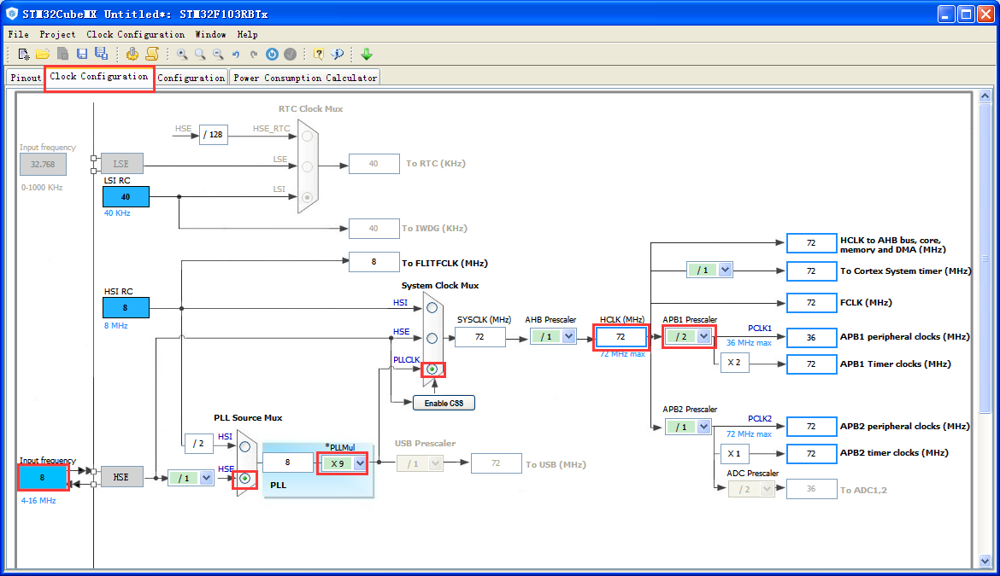 STM32CubeMX Untitled*: STM32F103RBTx
File Project Clock Configuration Window Help
Pinout Clock Configuration Configuration Power Consumption Calculator
RTC Clock Mux
HSE / 128 HSE_RTC
Input frequency
32.768 LSE LSE 40 To RTC (KHz)
0-1000 KHz
LSI RC
40 LSI
40 KHz
40 To IWDG (KHz)
8 To FLITFCLK (MHz)
HSI RC
8
8 MHz
System Clock Mux
HSI
HSE
PLLCLK
Enable CSS
SYSCLK (MHz)
72
AHB Prescaler
/ 1
HCLK (MHz)
72
72 MHz max
72 HCLK to AHB bus, core,
memory and DMA (MHz)
/ 1 72 To Cortex System timer (MHz)
72 FCLK (MHz)
APB1 Prescaler
/ 2
PCLK1
36 MHz max
36 APB1 peripheral clocks (MHz)
X 2 72 APB1 Timer clocks (MHz)
APB2 Prescaler
/ 1
PCLK2
72 MHz max
72 APB2 peripheral clocks (MHz)
X 1 72 APB2 timer clocks (MHz)
ADC Prescaler
/ 2 36 To ADC1,2
PLL Source Mux
/ 2 HSI
Input frequency
8
4-16 MHz
HSE
/ 1
HSE
8
*PLLMul
X 9
PLL
USB Prescaler
/ 1 72 To USB (MHz)